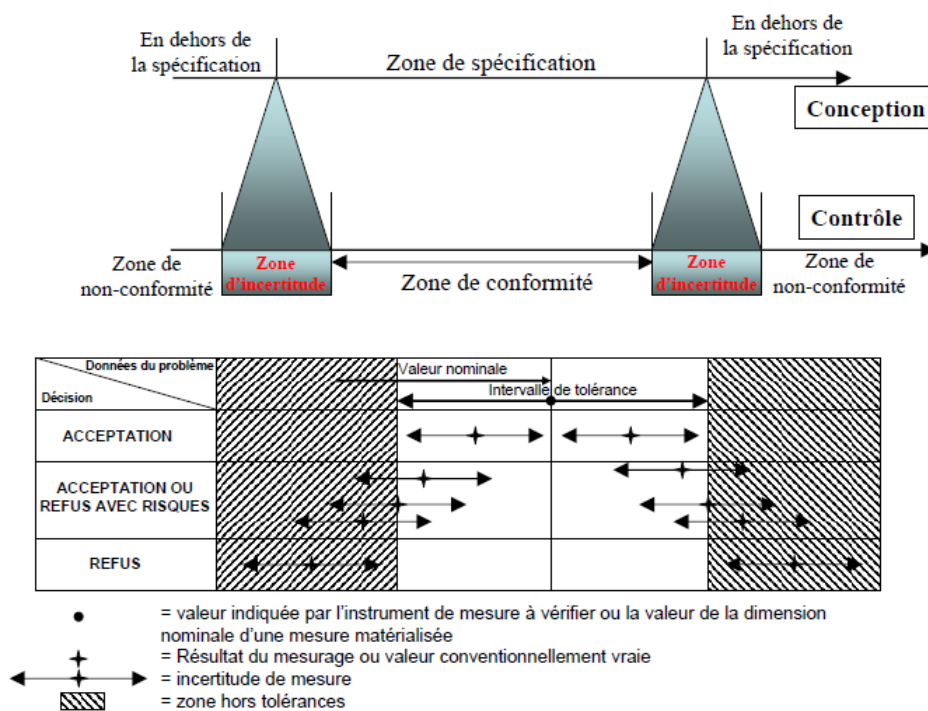 En dehors de
la spécification
Zone de spécification
En dehors de
la spécification
Conception
Contrôle
Zone de
non-conformité
Zone
d'incertitude
Zone de conformité
Zone
d'incertitude
Zone de
non-conformité
Données du problème
Décision
Valeur nominale
Intervalle de tolérance
ACCEPTATION
ACCEPTATION OU
REFUS AVEC RISQUES
REFUS
= valeur indiquée par l'instrument de mesure à vérifier ou la valeur de la dimension
nominale d'une mesure matérialisée
= Résultat du mesurage ou valeur conventionnellement vraie
= incertitude de mesure
= zone hors tolérances